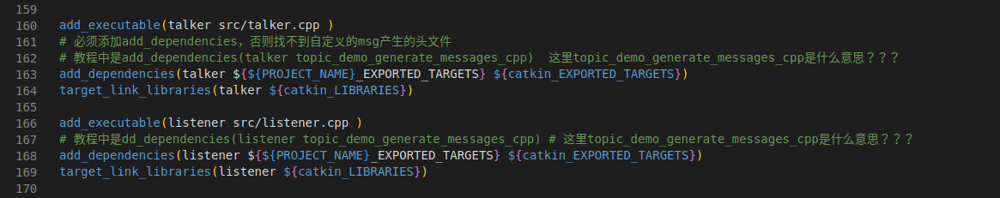 159
160 add_executable(talker src/talker.cpp )
161 # 必须添加add_dependencies，否则找不到自定义的msg产生的头文件
162 # 教程中是add_dependencies(talker topic_demo_generate_messages_cpp)  这里topic_demo_generate_messages_cpp是什么意思？？？
163 add_dependencies(talker ${${PROJECT_NAME}_EXPORTED_TARGETS} ${catkin_EXPORTED_TARGETS})
164 target_link_libraries(talker ${catkin_LIBRARIES})
165
166 add_executable(listener src/listener.cpp )
167 # 教程中是dd_dependencies(listener topic_demo_generate_messages_cpp) # 这里topic_demo_generate_messages_cpp是什么意思？？？
168 add_dependencies(listener ${${PROJECT_NAME}_EXPORTED_TARGETS} ${catkin_EXPORTED_TARGETS})
169 target_link_libraries(listener ${catkin_LIBRARIES})
170